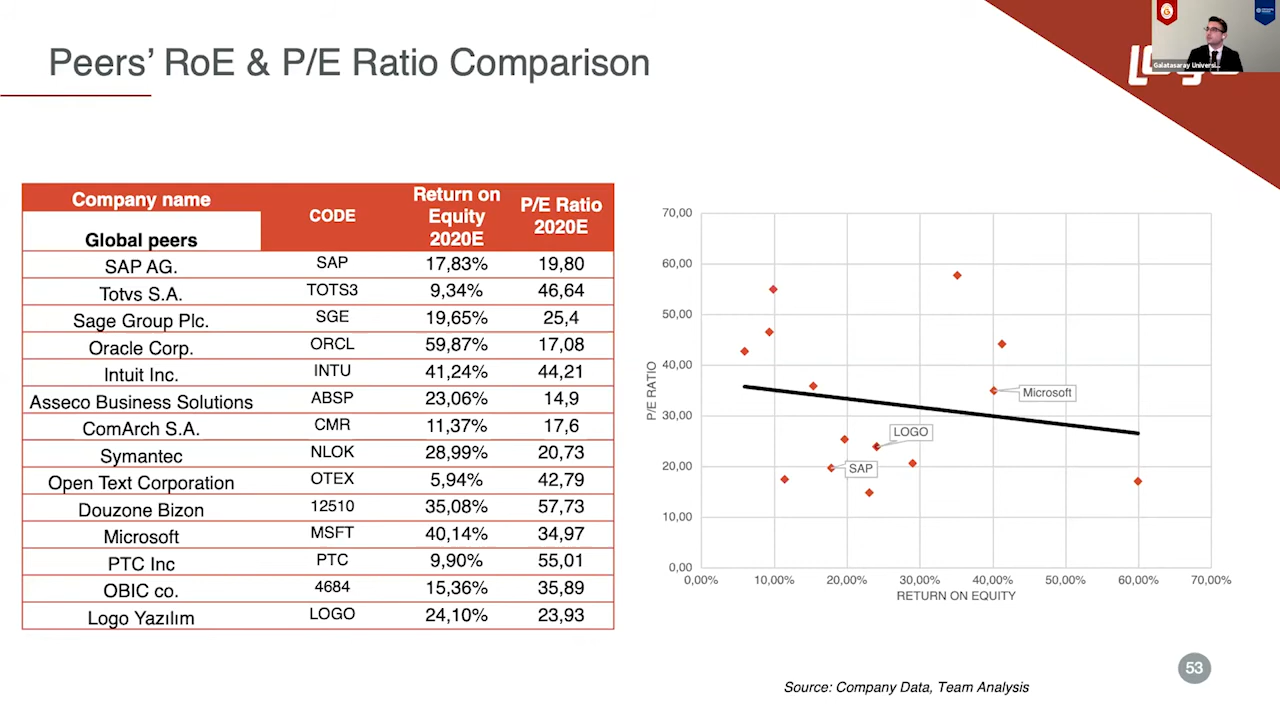 Peers’ RoE & P/E Ratio Comparison
Galatasaray Universi...
Company name CODE Return on Equity 2020E P/E Ratio 2020E
Global peers
SAP AG. SAP 17,83% 19,80
Totvs S.A. TOTS3 9,34% 46,64
Sage Group Plc. SGE 19,65% 25,4
Oracle Corp. ORCL 59,87% 17,08
Intuit Inc. INTU 41,24% 44,21
Asseco Business Solutions ABSP 23,06% 14,9
ComArch S.A. CMR 11,37% 17,6
Symantec NLOK 28,99% 20,73
Open Text Corporation OTEX 5,94% 42,79
Douzone Bizon 12510 35,08% 57,73
Microsoft MSFT 40,14% 34,97
PTC Inc PTC 9,90% 55,01
OBIC co. 4684 15,36% 35,89
Logo Yazılım LOGO 24,10% 23,93
P/E RATIO
70,00
60,00
50,00
40,00
30,00
20,00
10,00
0,00
Microsoft
LOGO
SAP
0,00% 10,00% 20,00% 30,00% 40,00% 50,00% 60,00% 70,00%
RETURN ON EQUITY
53
Source: Company Data, Team Analysis